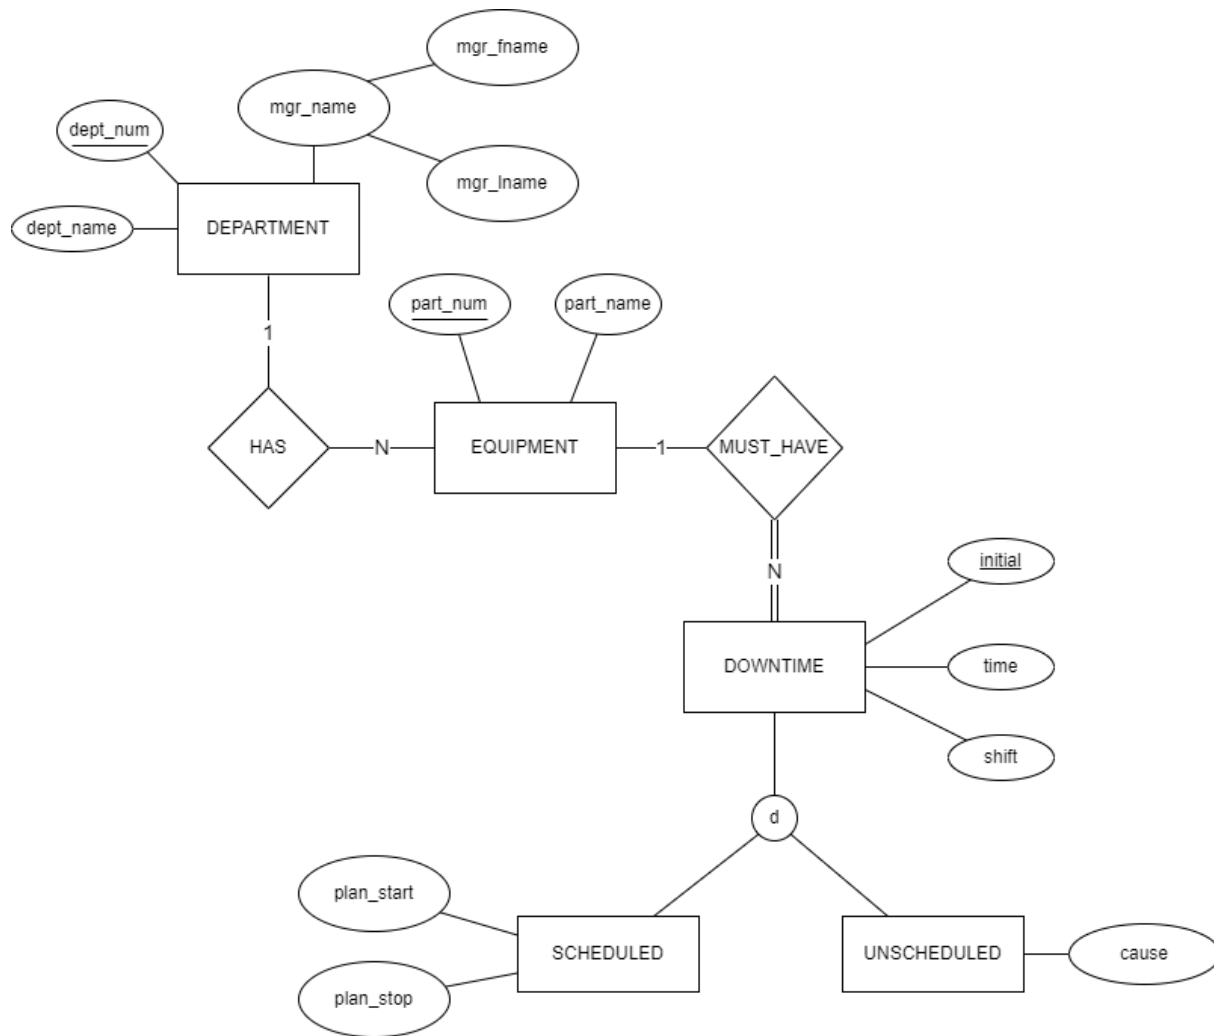 mgr_fname
mgr_name
dept_num
mgr_lname
dept_name
DEPARTMENT
part_num
part_name
1
HAS
N
EQUIPMENT
1
MUST_HAVE
initial
N
DOWNTIME
time
shift
d
plan_start
SCHEDULED
UNSCHEDULED
cause
plan_stop